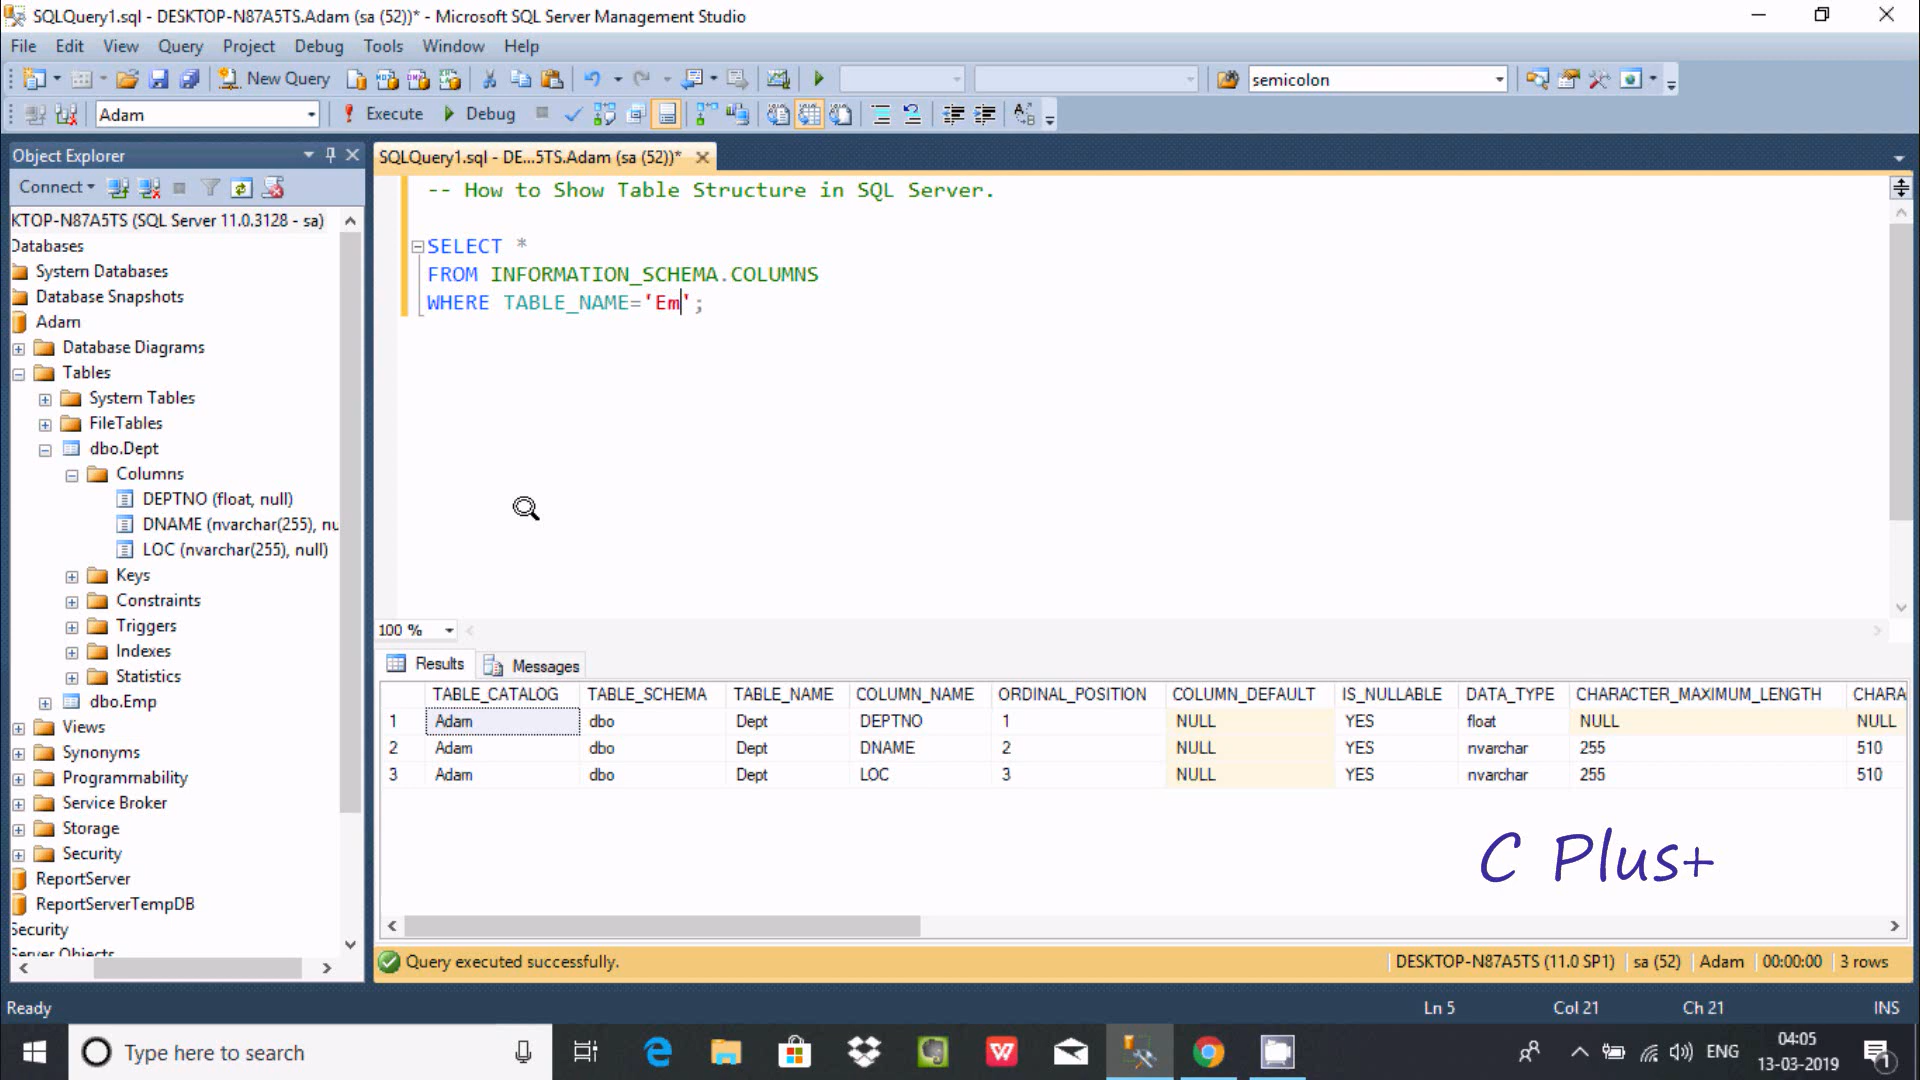 SQLQuery1.sql - DESKTOP-N87A5TS.Adam (sa (52))* - Microsoft SQL Server Management Studio
File Edit View Query Project Debug Tools Window Help
New Query semicolon
Adam Execute Debug
Object Explorer
Connect
KTOP-N87A5TS (SQL Server 11.0.3128 - sa)
Databases
System Databases
Database Snapshots
Adam
Database Diagrams
Tables
System Tables
FileTables
dbo.Dept
Columns
DEPTNO (float, null)
DNAME (nvarchar(255), nu
LOC (nvarchar(255), null)
Keys
Constraints
Triggers
Indexes
Statistics
dbo.Emp
Views
Synonyms
Programmability
Service Broker
Storage
Security
ReportServer
ReportServerTempDB
Security
Server Objects
SQLQuery1.sql - DE...5TS.Adam (sa (52))*
-- How to Show Table Structure in SQL Server.
SELECT *
FROM INFORMATION_SCHEMA.COLUMNS
WHERE TABLE_NAME='Em';
100 %
Results Messages
TABLE_CATALOG TABLE_SCHEMA TABLE_NAME COLUMN_NAME ORDINAL_POSITION COLUMN_DEFAULT IS_NULLABLE DATA_TYPE CHARACTER_MAXIMUM_LENGTH CHARA
1 Adam dbo Dept DEPTNO 1 NULL YES float NULL NULL
2 Adam dbo Dept DNAME 2 NULL YES nvarchar 255 510
3 Adam dbo Dept LOC 3 NULL YES nvarchar 255 510
C Plus+
Query executed successfully. DESKTOP-N87A5TS (11.0 SP1) sa (52) Adam 00:00:00 3 rows
Ready Ln 5 Col 21 Ch 21 INS
Type here to search
ENG
04:05
13-03-2019
1